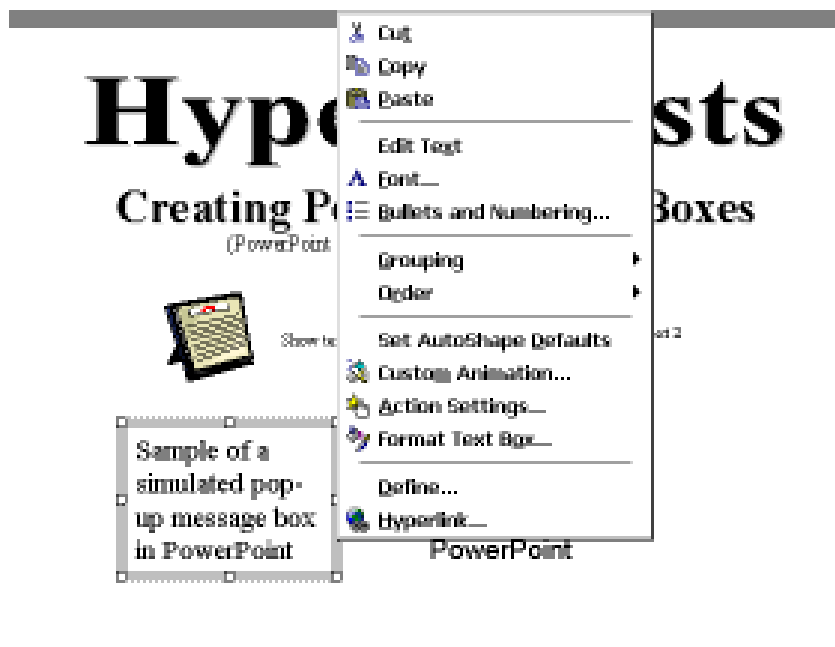 Hype sts
Creating Po Boxes
(PowerPoint
Show
Sample of a
simulated pop-
up message box
in PowerPoint
Cut
Copy
Paste
Edit Text
Font...
Bullets and Numbering...
Grouping
Order
Set AutoShape Defaults
Custom Animation...
Action Settings...
Format Text Box...
Define...
Hyperlink...
PowerPoint